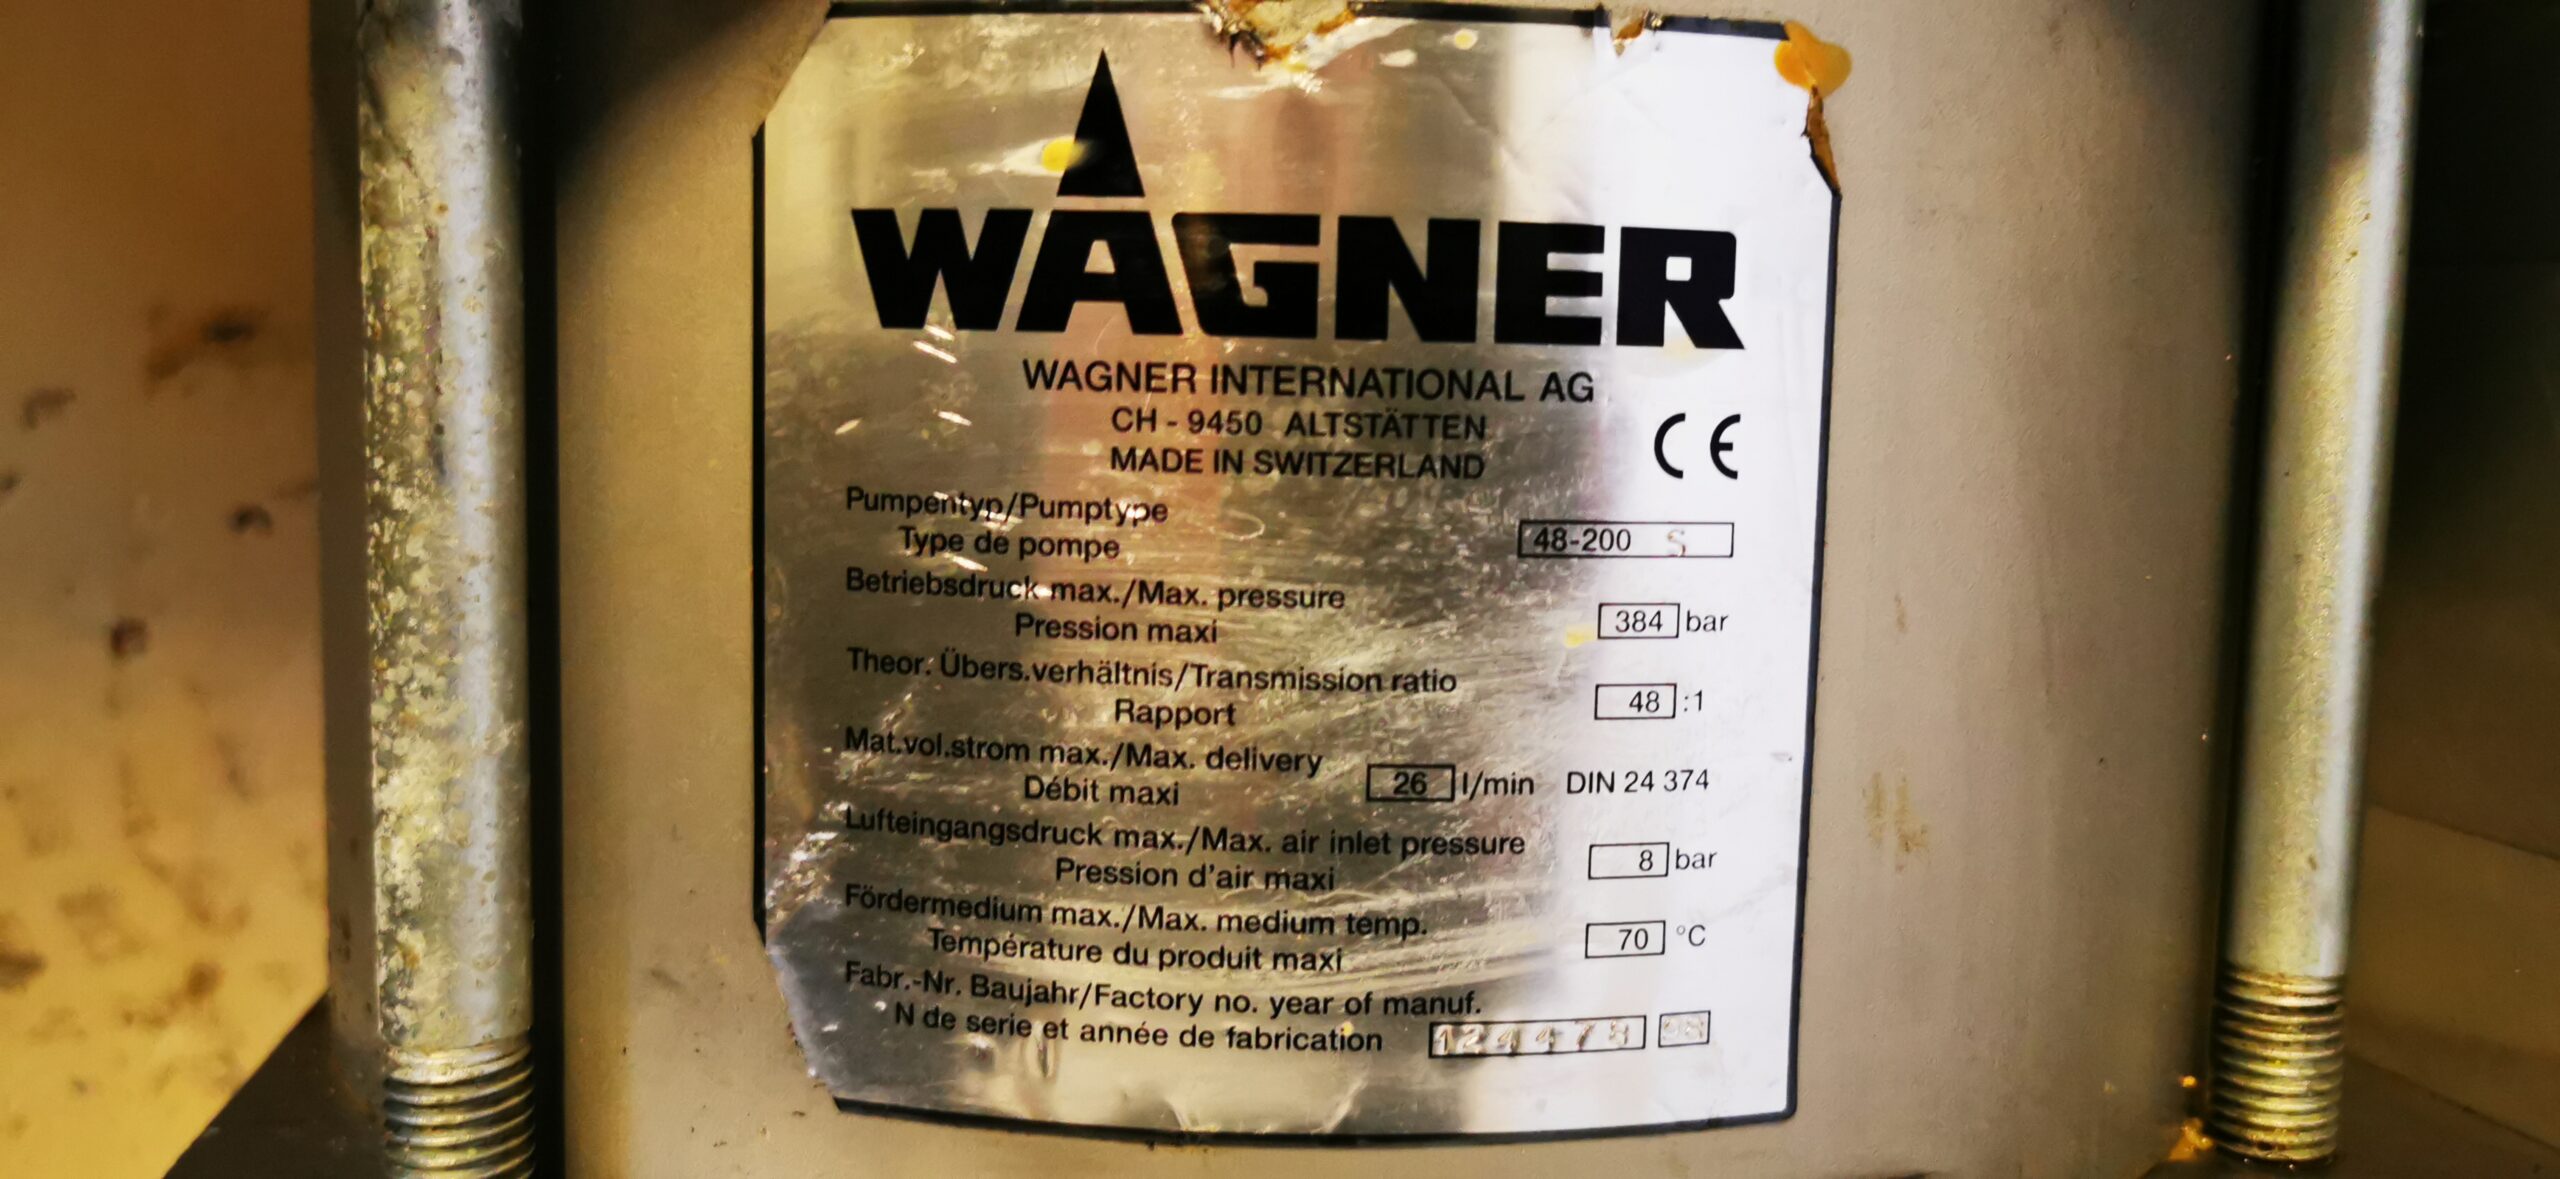 WAGNER
WAGNER INTERNATIONAL AG
CH - 9450 ALTSTÄTTEN
MADE IN SWITZERLAND
CE
Pumpentyp/Pumptype
Type de pompe 48-200 S
Betriebsdruck max./Max. pressure
Pression maxi 384 bar
Theor. Übers.verhältnis/Transmission ratio
Rapport 48 :1
Mat.vol.strom max./Max. delivery
Débit maxi 26 l/min DIN 24 374
Lufteingangsdruck max./Max. air inlet pressure
Pression d'air maxi 8 bar
Fördermedium max./Max. medium temp.
Température du produit maxi 70 °C
Fabr.-Nr. Baujahr/Factory no. year of manuf.
N° de serie et année de fabrication 124478 98